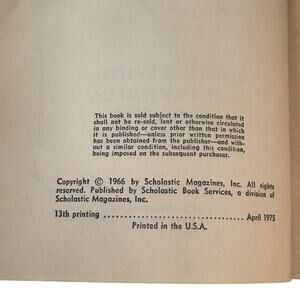 This book is sold subject to the condition that it
shall not be re-sold, lent or otherwise circulated
in any binding or cover other than that in which
it is published—unless prior written permission
has been obtained from the publisher—and with-
out a similar condition, including this condition,
being imposed on the subsequent purchaser.
Copyright © 1966 by Scholastic Magazines, Inc. All rights
reserved. Published by Scholastic Book Services, a division of
Scholastic Magazines, Inc.
13th printing ........................................ April 1975
Printed in the U.S.A.